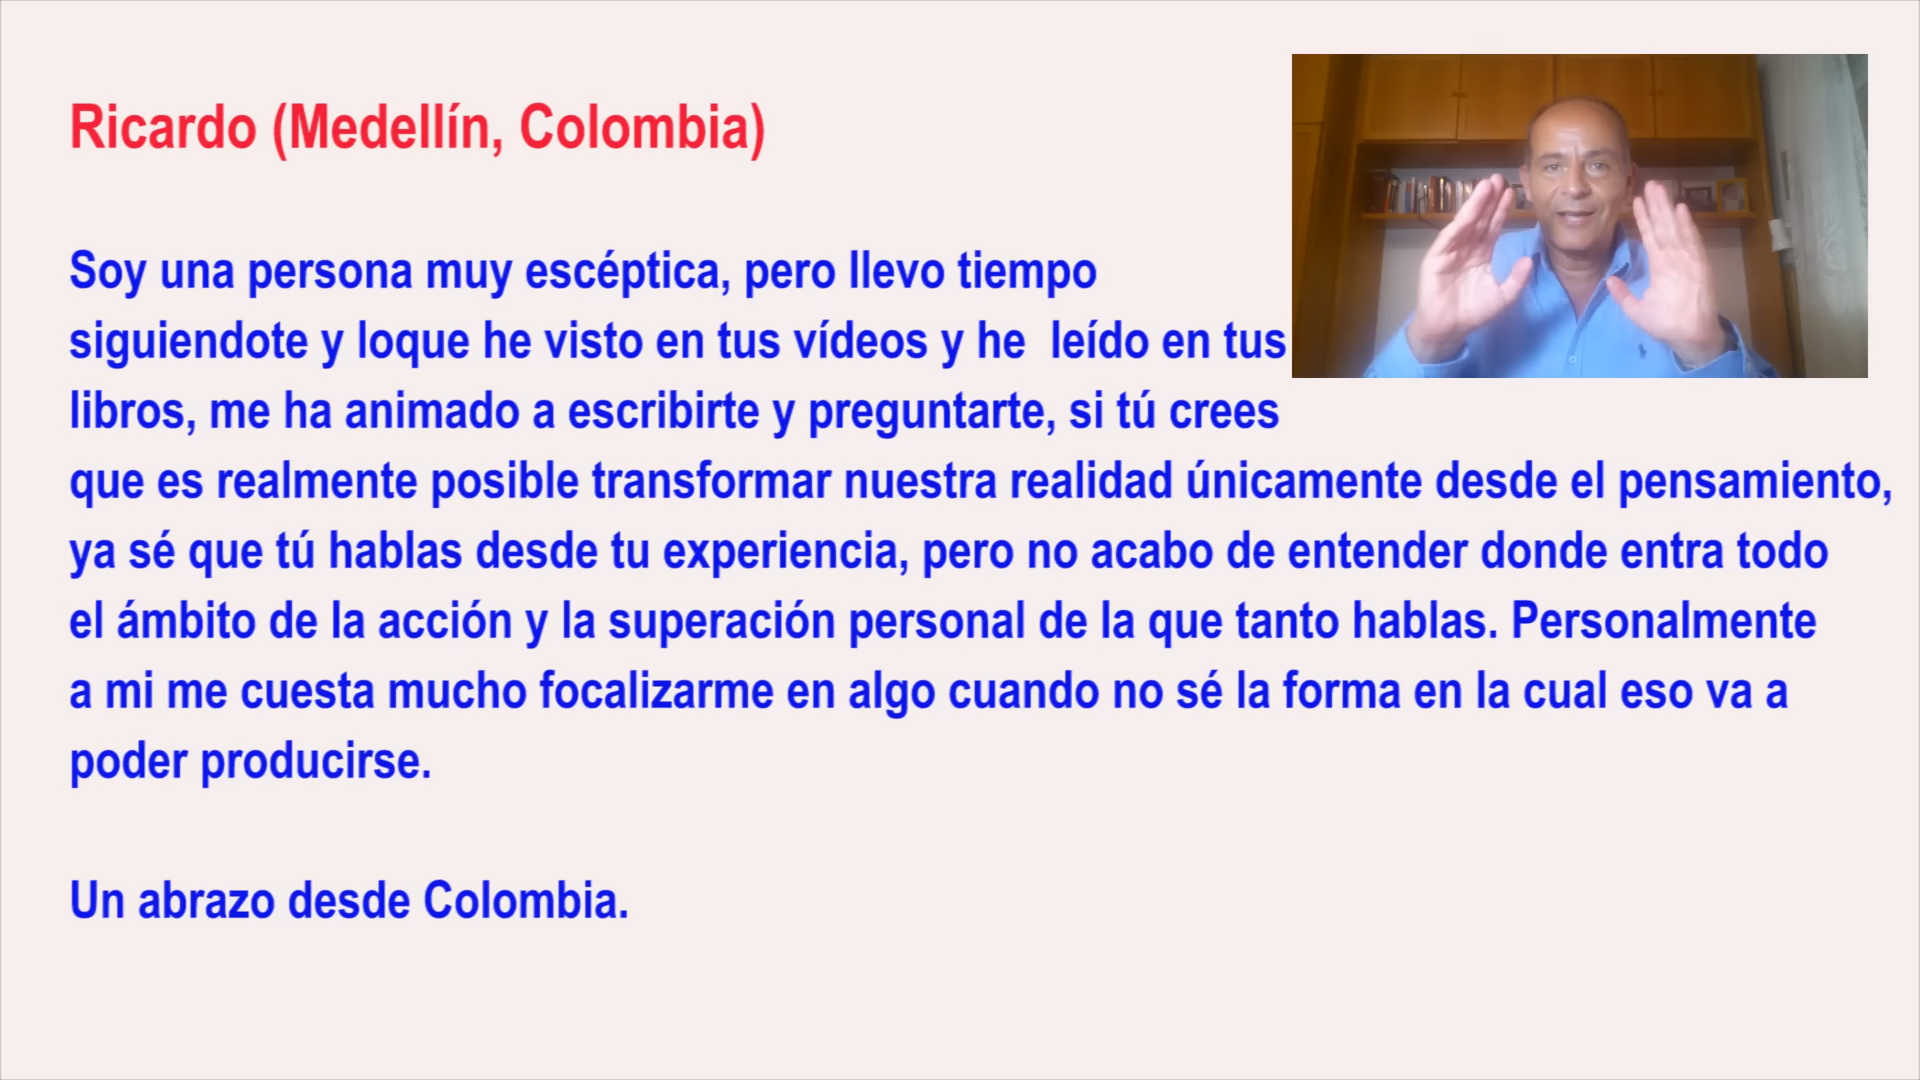 Ricardo (Medellín, Colombia)
Soy una persona muy escéptica, pero llevo tiempo
siguiendote y loque he visto en tus vídeos y he  leído en tus
libros, me ha animado a escribirte y preguntarte, si tú crees
que es realmente posible transformar nuestra realidad únicamente desde el pensamiento,
ya sé que tú hablas desde tu experiencia, pero no acabo de entender donde entra todo
el ámbito de la acción y la superación personal de la que tanto hablas. Personalmente
a mi me cuesta mucho focalizarme en algo cuando no sé la forma en la cual eso va a
poder producirse.
Un abrazo desde Colombia.